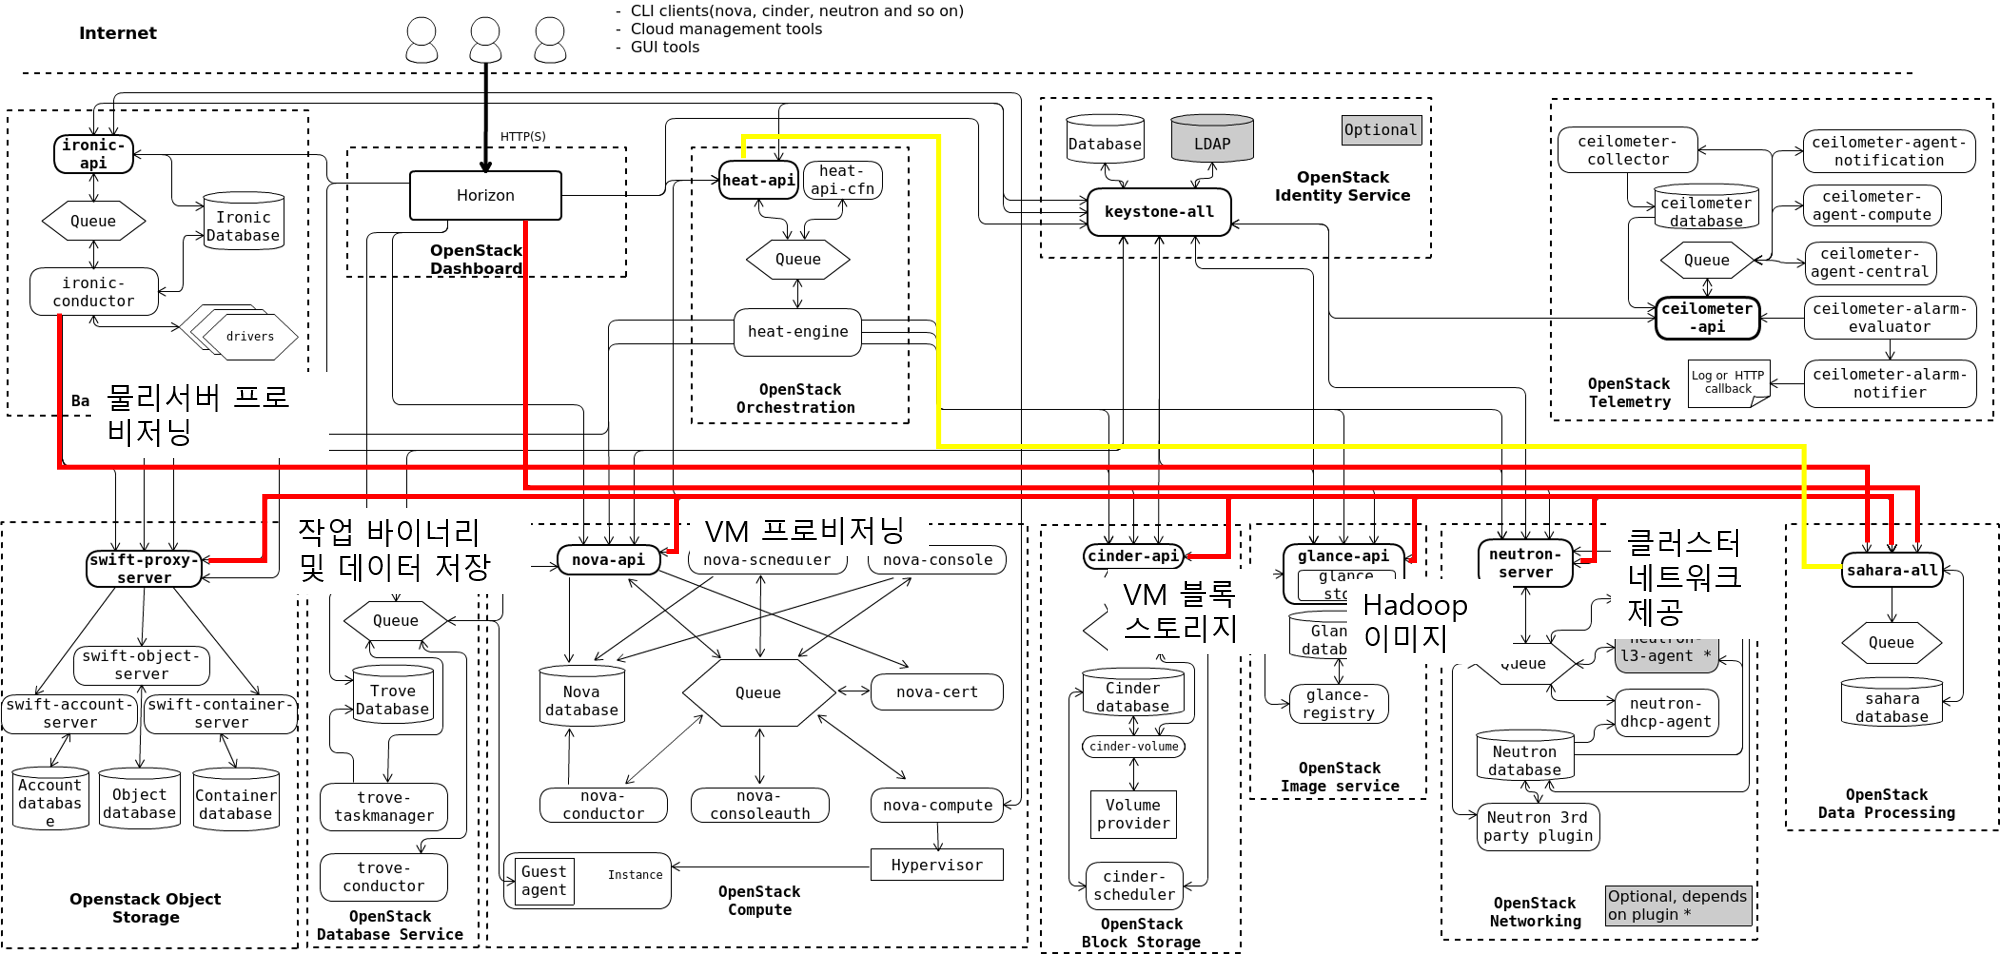 Internet
- CLI clients(nova, cinder, neutron and so on)
- Cloud management tools
- GUI tools
HTTP(S)
ironic-
api
Queue
Ironic
Database
ironic-
conductor
drivers
Ba
물리서버 프로
비저닝
Horizon
OpenStack
Dashboard
heat-api
heat-
api-cfn
Queue
heat-engine
OpenStack
Orchestration
Database
LDAP
Optional
keystone-all
OpenStack
Identity Service
ceilometer-
collector
ceilometer-agent-
notification
ceilometer
database
ceilometer-
agent-compute
Queue
ceilometer-
agent-central
ceilometer
-api
ceilometer-alarm-
evaluator
Log or HTTP
callback
ceilometer-alarm-
notifier
OpenStack
Telemetry
swift-proxy-
server
swift-object-
server
swift-account-
server
swift-container-
server
Account
databas
e
Object
database
Container
database
Openstack Object
Storage
작업 바이너리
및 데이터 저장
Queue
Trove
Database
trove-
taskmanager
trove-
conductor
OpenStack
Database Service
VM 프로비저닝
nova-api
nova-scheduler
nova-console
Nova
database
Queue
nova-cert
nova-
conductor
nova-
consoleauth
nova-compute
Hypervisor
Guest
agent
Instance
OpenStack
Compute
cinder-api
VM 블록
스토리지
Cinder
database
cinder-volume
Volume
provider
cinder-
scheduler
OpenStack
Block Storage
glance-api
glance
sto
Hadoop
이미지
Glan
datab
glance-
registry
OpenStack
Image service
neutron-
server
클러스터
네트워크
제공
Queue
neutron-
l3-agent *
neutron-
dhcp-agent
Neutron
database
Neutron 3rd
party plugin
OpenStack
Networking
Optional, depends
on plugin *
sahara-all
Queue
sahara
database
OpenStack
Data Processing